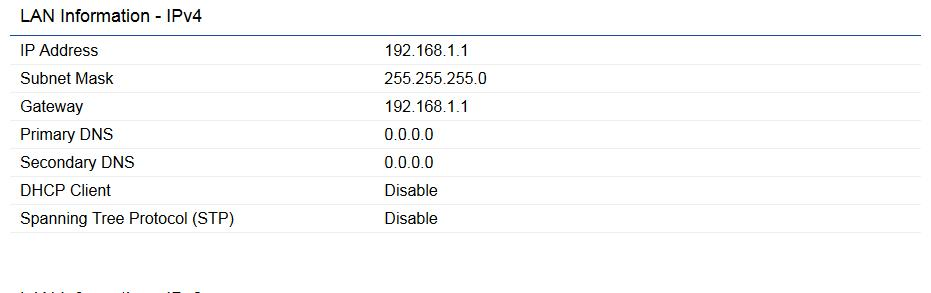 LAN Information - IPv4
IP Address 192.168.1.1
Subnet Mask 255.255.255.0
Gateway 192.168.1.1
Primary DNS 0.0.0.0
Secondary DNS 0.0.0.0
DHCP Client Disable
Spanning Tree Protocol (STP) Disable